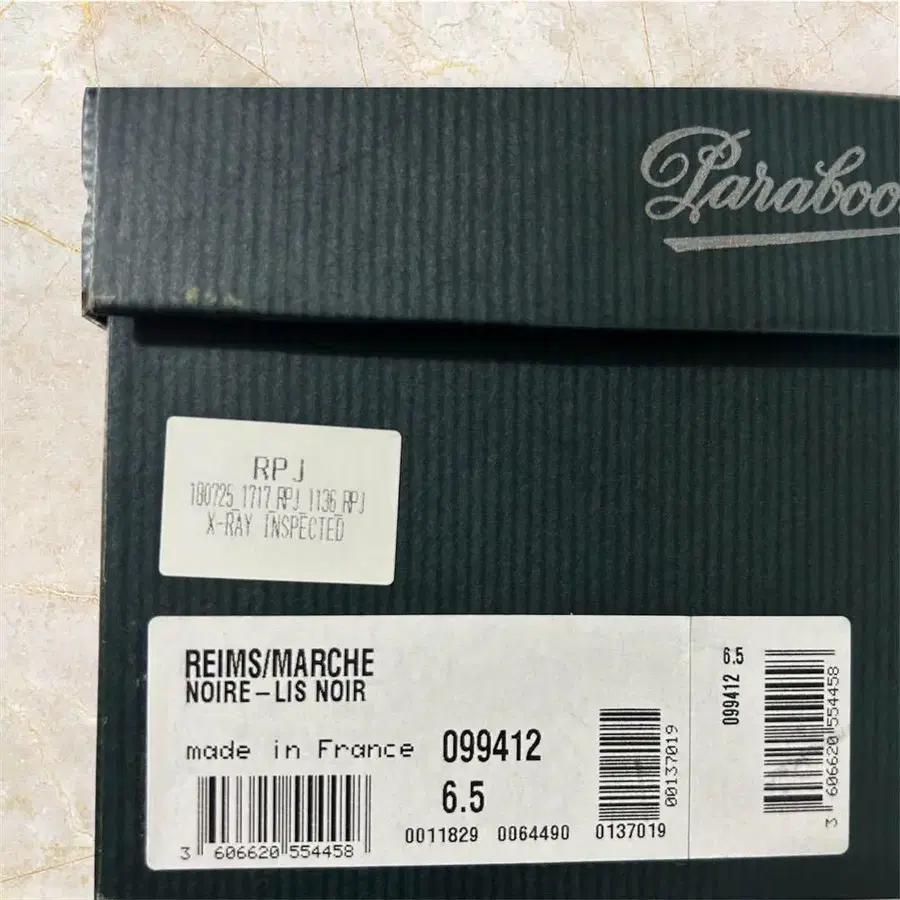 Paraboo
RPJ
180725_1717_RPJ_1136_RPJ
X-RAY INSPECTED
REIMS/MARCHE
NOIRE–LIS NOIR
made in France 099412
6.5
0011829 0064490 0137019
3 606620 554458
00137019
6.5
099412
3 606620 554458